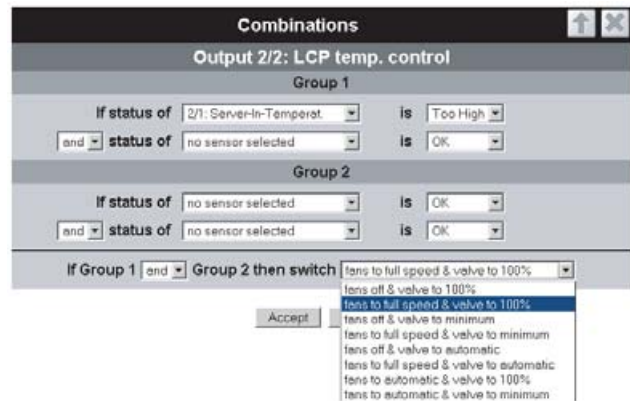 Combinations
Output 2/2: LCP temp. control
Group 1
If status of 2/1: Server-In-Temperat. is Too High
and status of no sensor selected is OK
Group 2
If status of no sensor selected is OK
and status of no sensor selected is OK
If Group 1 and Group 2 then switch fans to full speed & valve to 100%
fans off & valve to 100%
fans to full speed & valve to 100%
Accept
fans off & valve to minimum
fans to full speed & valve to minimum
fans off & valve to automatic
fans to full speed & valve to automatic
fans to automatic & valve to 100%
fans to automatic & valve to minimum